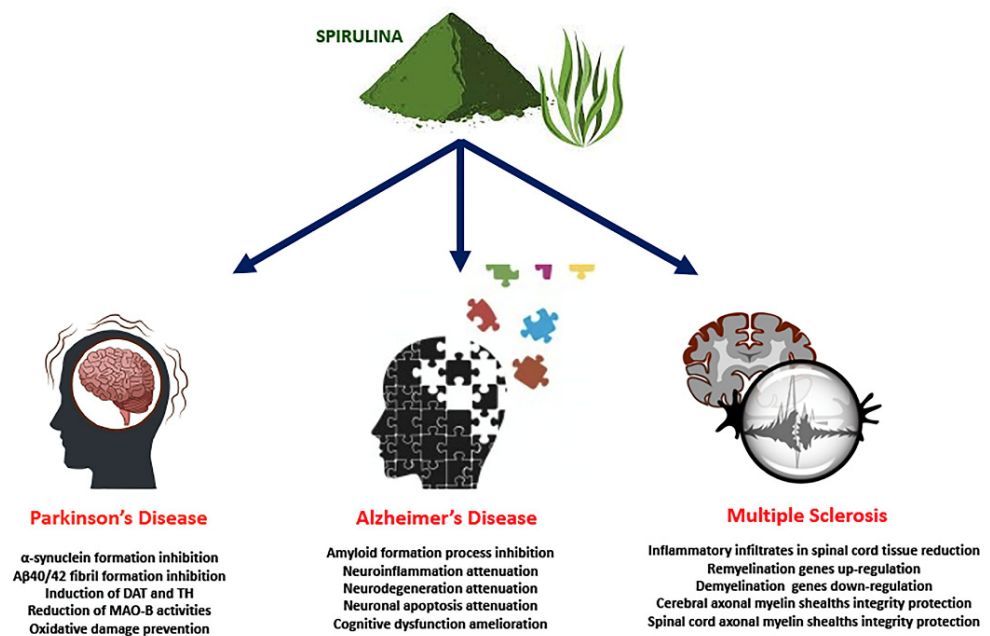 SPIRULINA
Parkinson's Disease
α-synuclein formation inhibition
Aβ40/42 fibril formation inhibition
Induction of DAT and TH
Reduction of MAO-B activities
Oxidative damage prevention
Alzheimer's Disease
Amyloid formation process inhibition
Neuroinflammation attenuation
Neurodegeneration attenuation
Neuronal apoptosis attenuation
Cognitive dysfunction amelioration
Multiple Sclerosis
Inflammatory infiltrates in spinal cord tissue reduction
Remyelination genes up-regulation
Demyelination genes down-regulation
Cerebral axonal myelin shealths integrity protection
Spinal cord axonal myelin shealths integrity protection